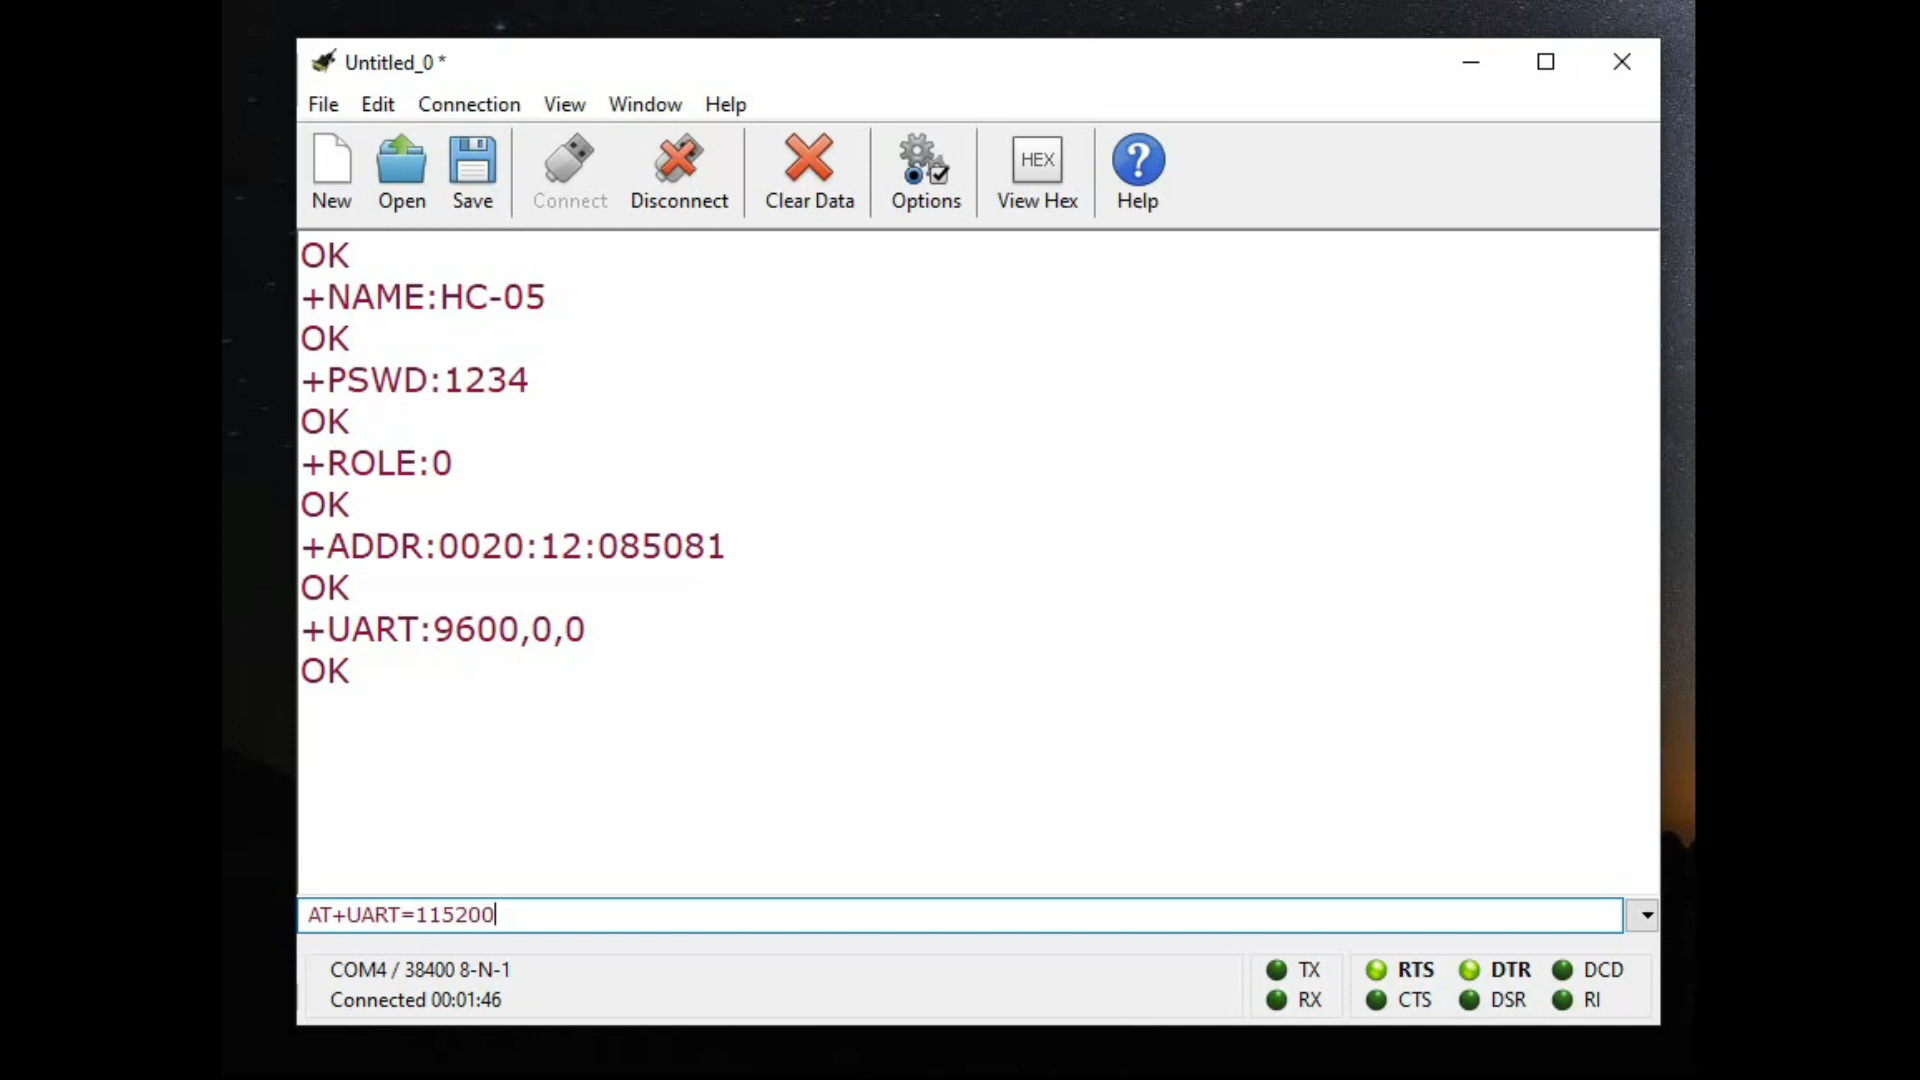 Untitled_0 *
File Edit Connection View Window Help
New Open Save Connect Disconnect Clear Data Options HEX View Hex ? Help
OK
+NAME:HC-05
OK
+PSWD:1234
OK
+ROLE:0
OK
+ADDR:0020:12:085081
OK
+UART:9600,0,0
OK
AT+UART=115200
COM4 / 38400 8-N-1
Connected 00:01:46
TX RTS DTR DCD
RX CTS DSR RI